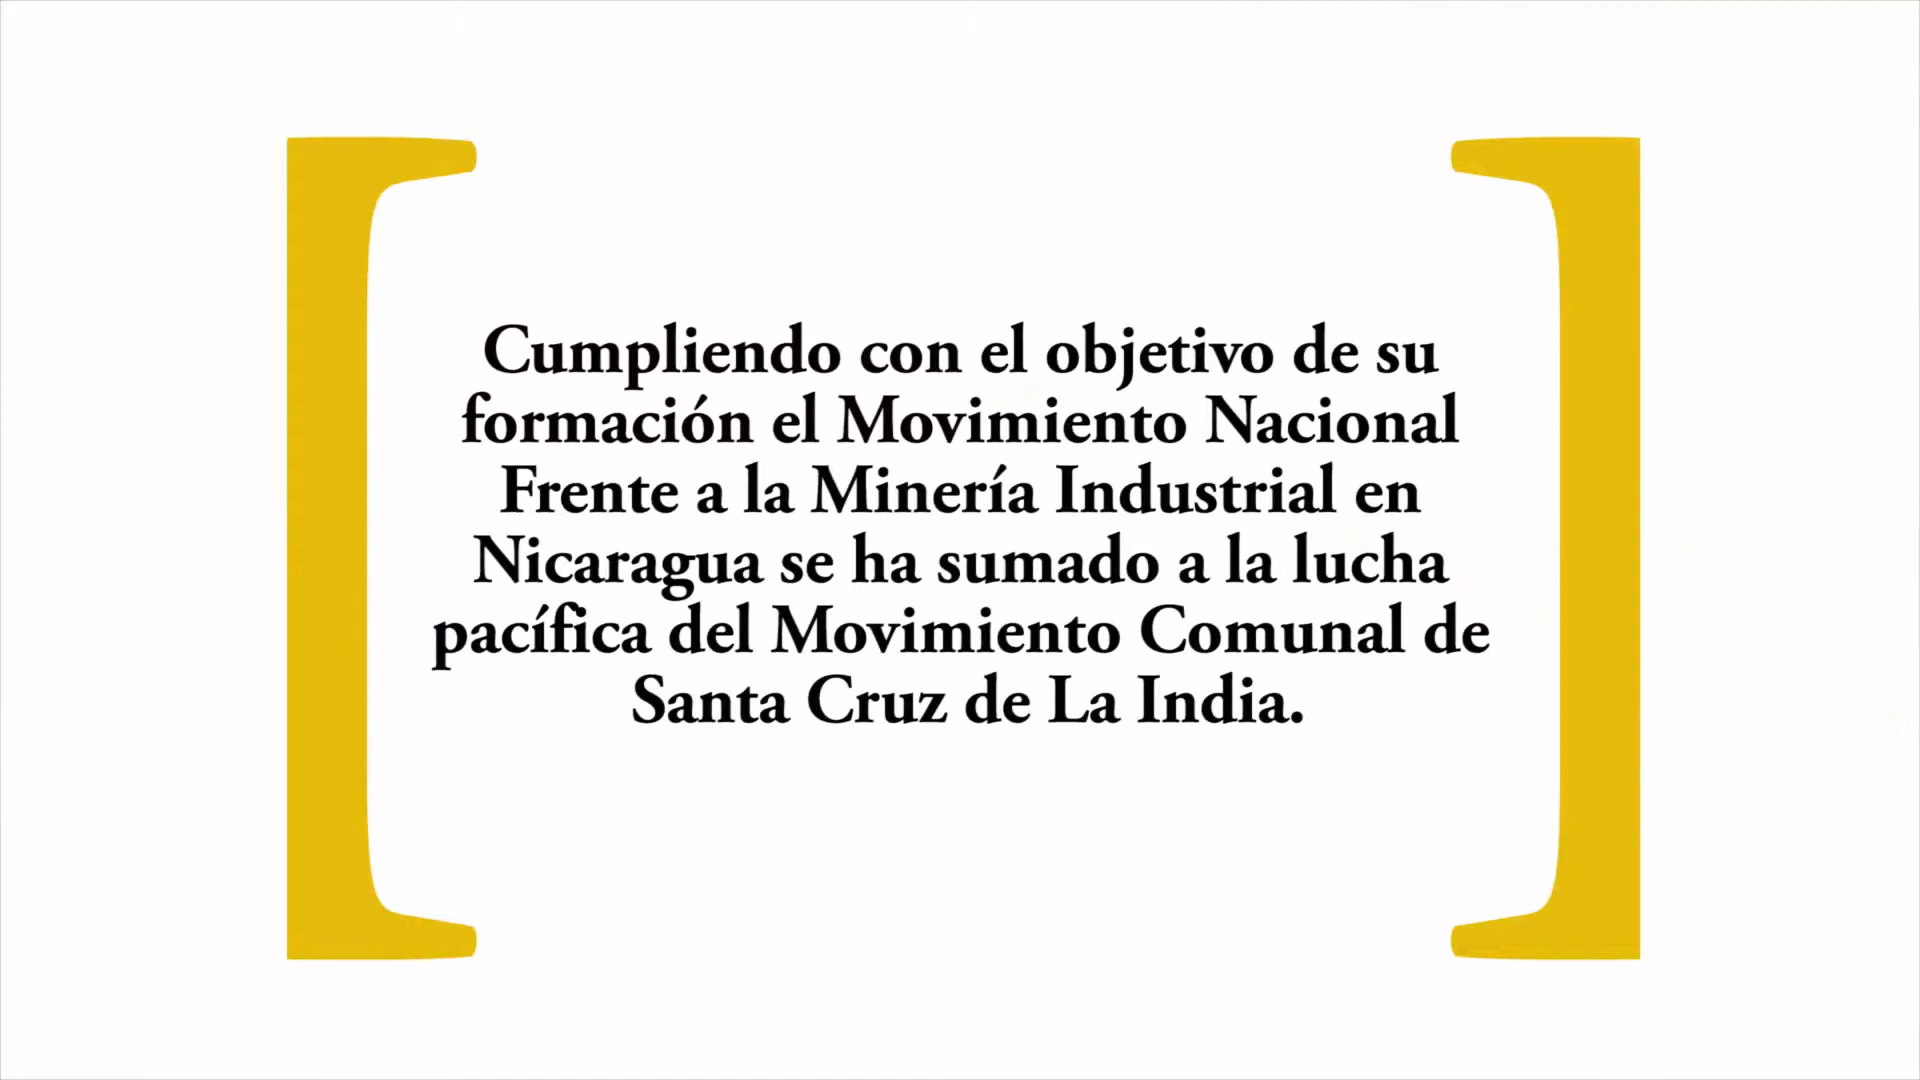 Cumpliendo con el objetivo de su
formación el Movimiento Nacional
Frente a la Minería Industrial en
Nicaragua se ha sumado a la lucha
pacífica del Movimiento Comunal de
Santa Cruz de La India.